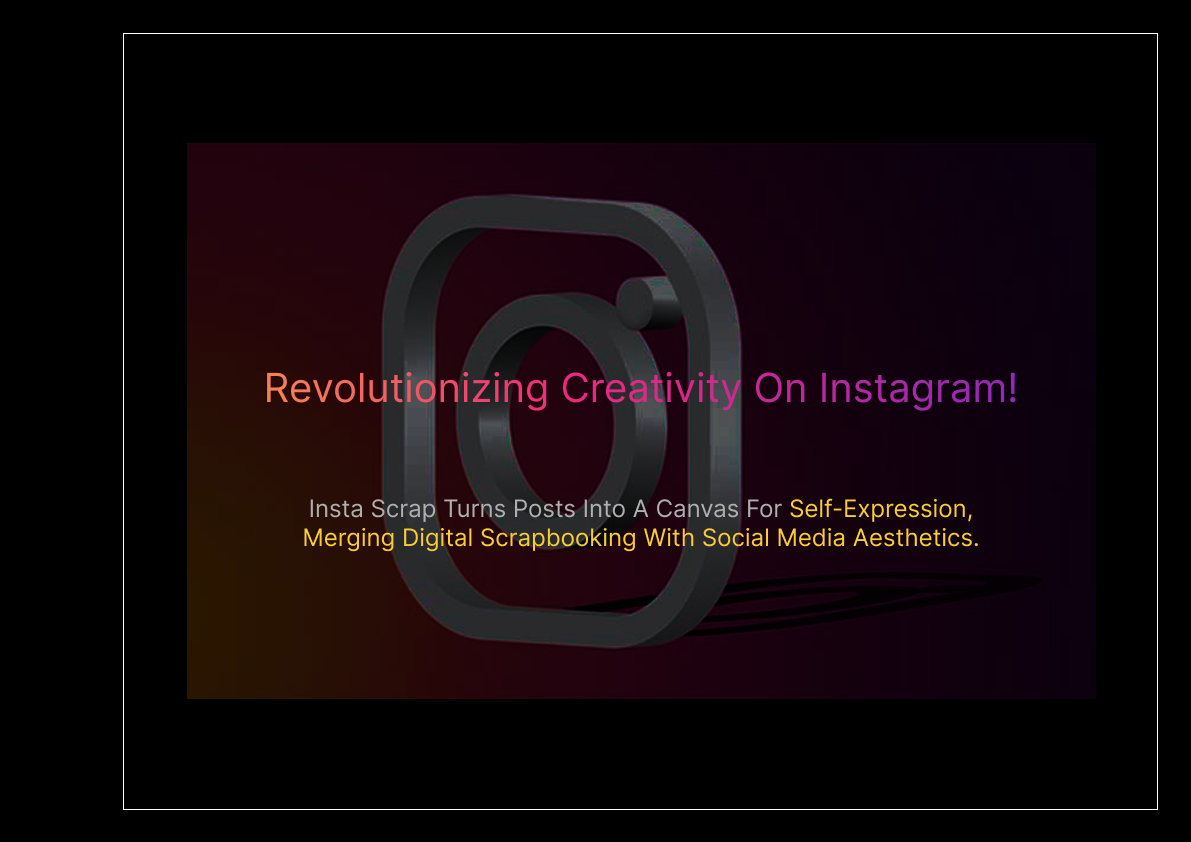 Revolutionizing Creativity On Instagram!
Insta Scrap Turns Posts Into A Canvas For Self-Expression,
Merging Digital Scrapbooking With Social Media Aesthetics.